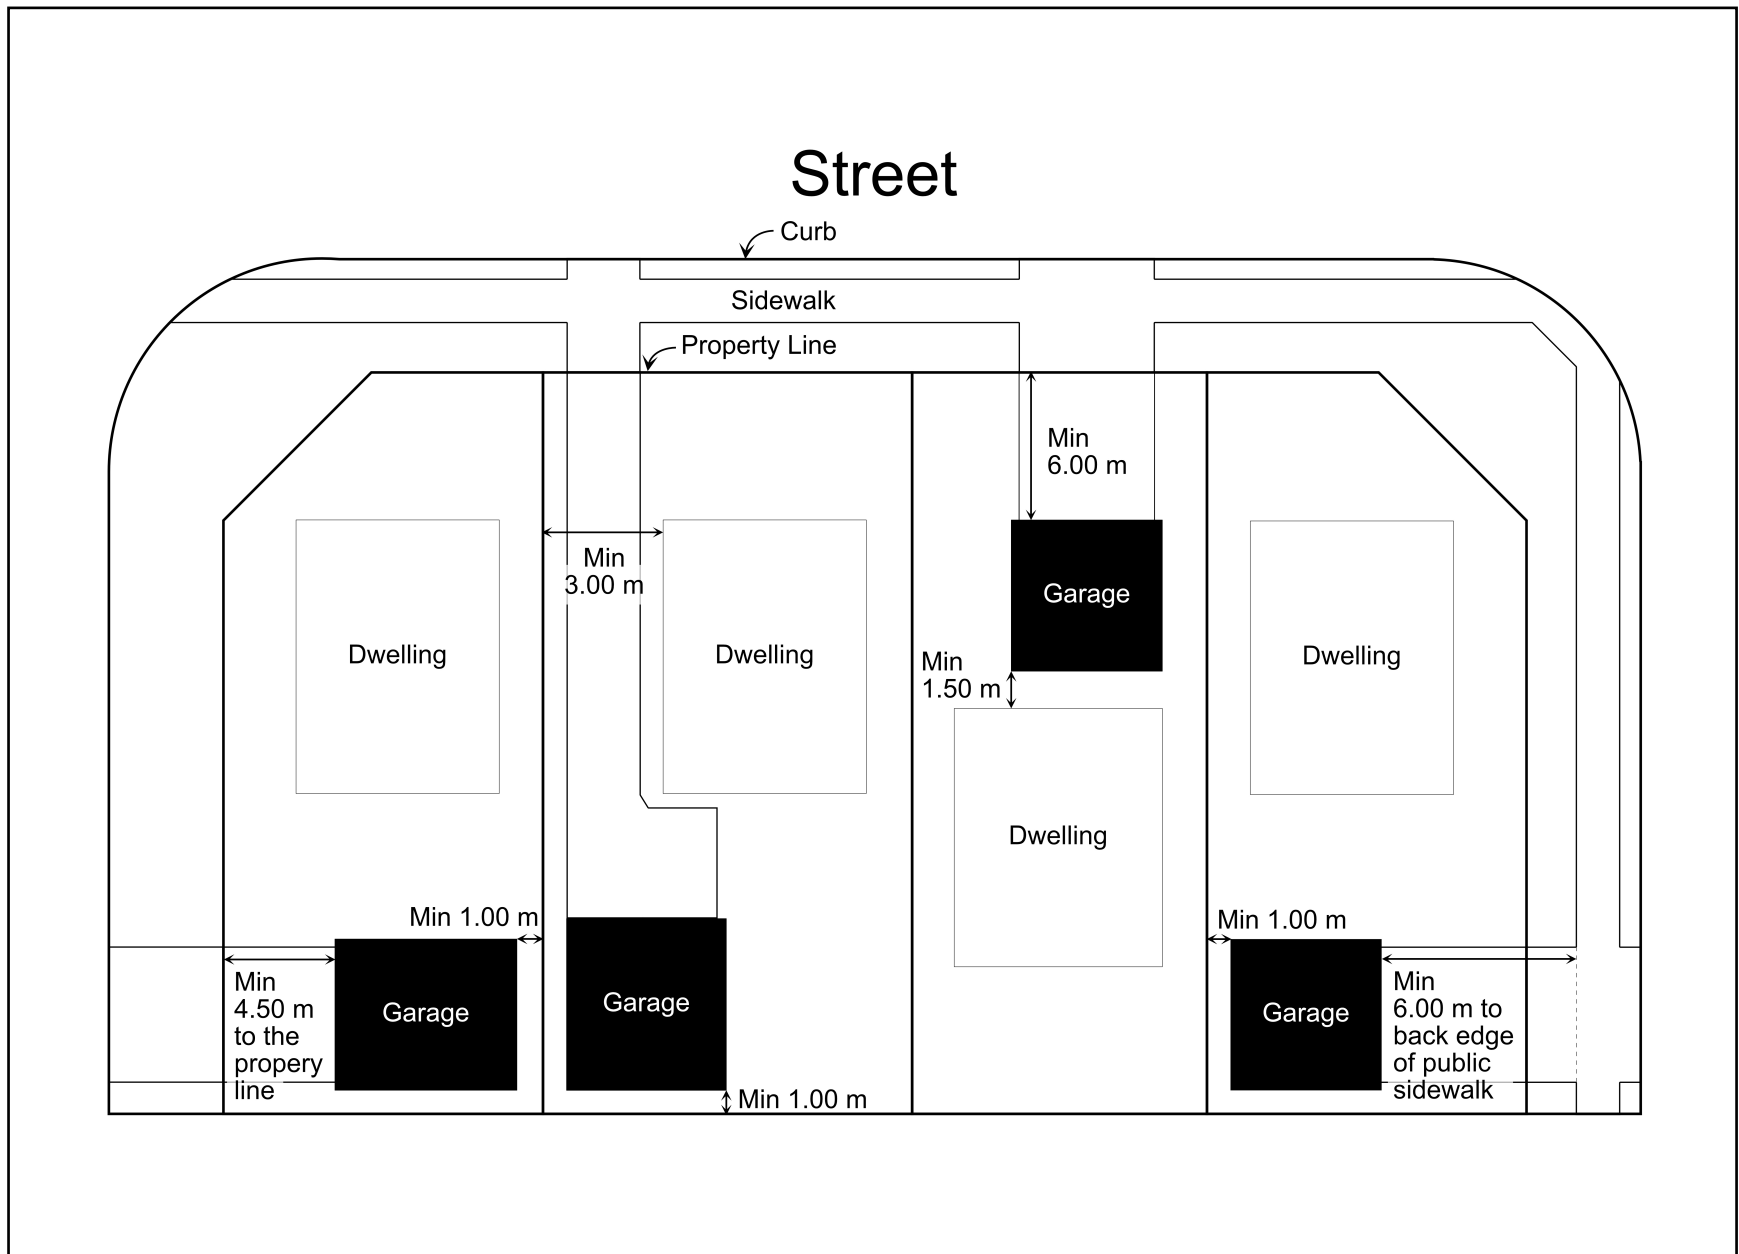 Street
Curb
Sidewalk
Property Line
Min
6.00 m
Min
3.00 m
Garage
Dwelling
Dwelling
Min
1.50 m
Dwelling
Dwelling
Min 1.00 m
Min 1.00 m
Min
4.50 m
to the
propery
line
Garage
Garage
Garage
Min
6.00 m to
back edge
of public
sidewalk
Min 1.00 m